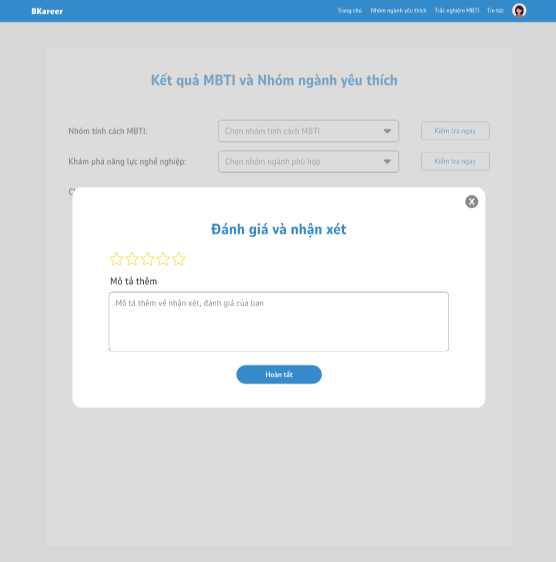 BKareer
Trang chủ Nhóm ngành yêu thích Trắc nghiệm MBTI Tin tức
Kết quả MBTI và Nhóm ngành yêu thích
Nhóm tính cách MBTI: Chọn nhóm tính cách MBTI Kiểm tra ngay
Khám phá năng lực nghề nghiệp: Chọn nhóm ngành phù hợp Kiểm tra ngay
X
Đánh giá và nhận xét
Mô tả thêm
Mô tả thêm về nhận xét, đánh giá của bạn
Hoàn tất